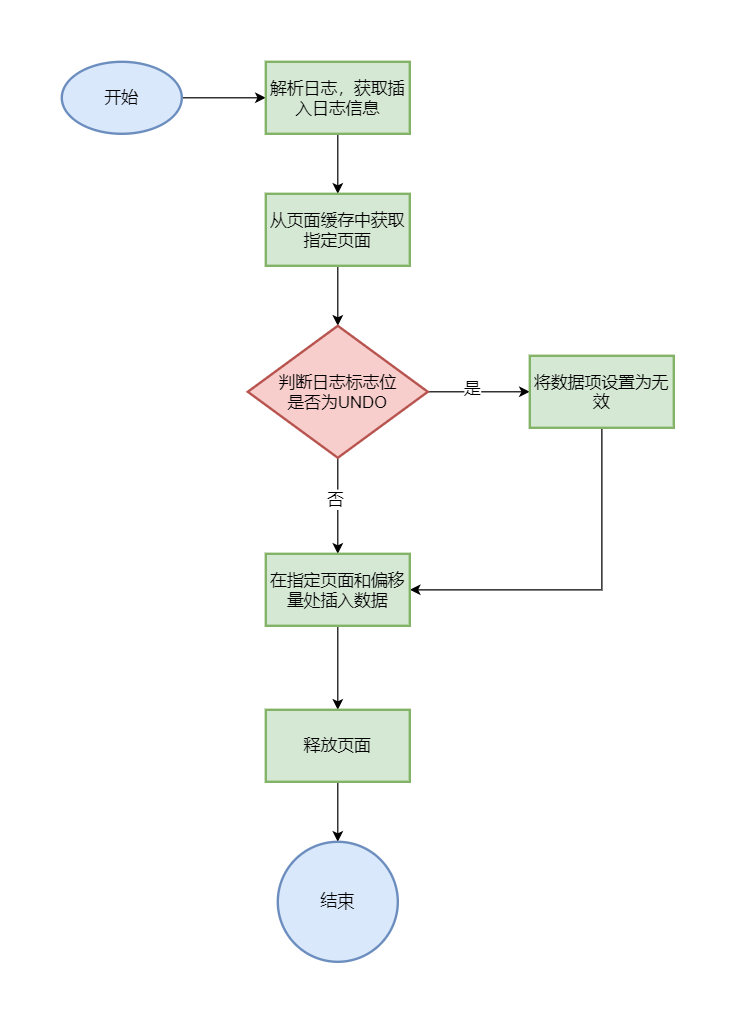 开始
解析日志，获取插
入日志信息
从页面缓存中获取
指定页面
判断日志标志位
是否为UNDO
是
将数据项设置为无
效
否
在指定页面和偏移
量处插入数据
释放页面
结束